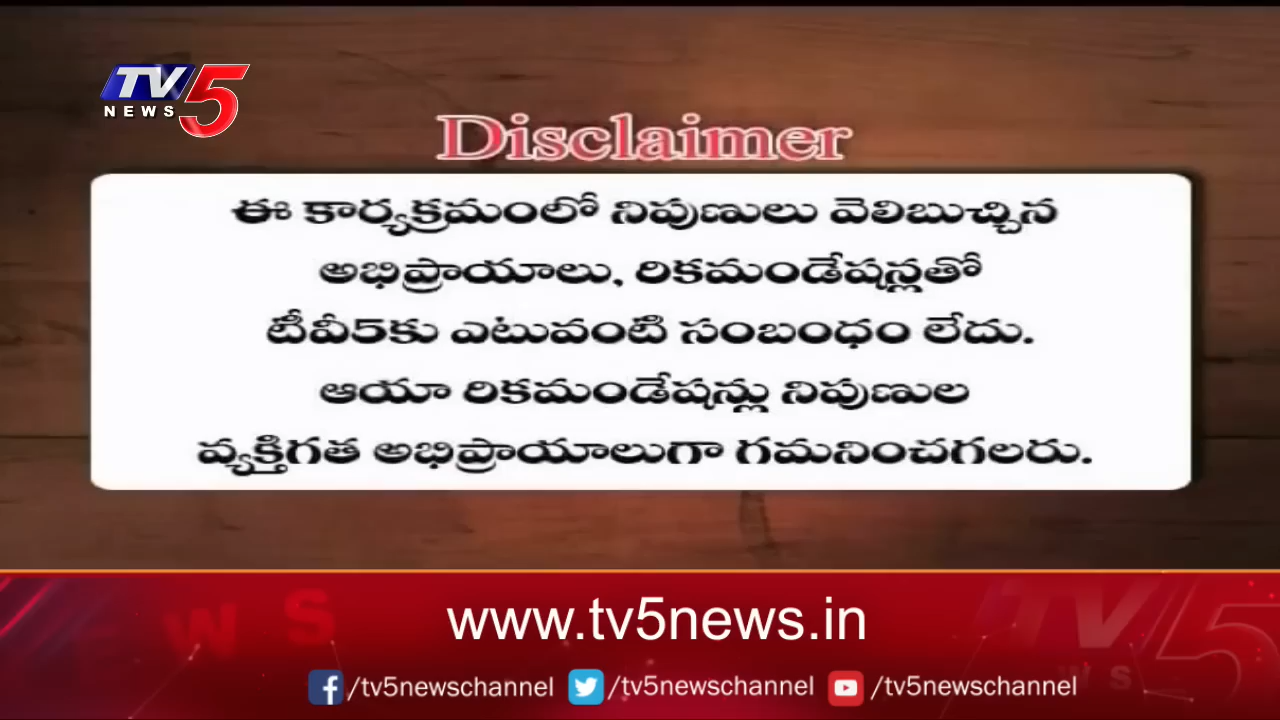 TV5
NEWS
Disclaimer
ఈ కార్యక్రమంలో నిపుణులు వెలిబుచ్చిన
అభిప్రాయాలు, రికమండేషన్లతో
టీవీ5కు ఎటువంటి సంబంధం లేదు.
ఆయా రికమండేషన్లు నిపుణుల
వ్యక్తిగత అభిప్రాయాలుగా గమనించగలరు.
www.tv5news.in
/tv5newschannel /tv5newschannel /tv5newschannel